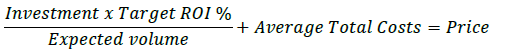 Investment x Target ROI %
Expected volume
+ Average Total Costs = Price